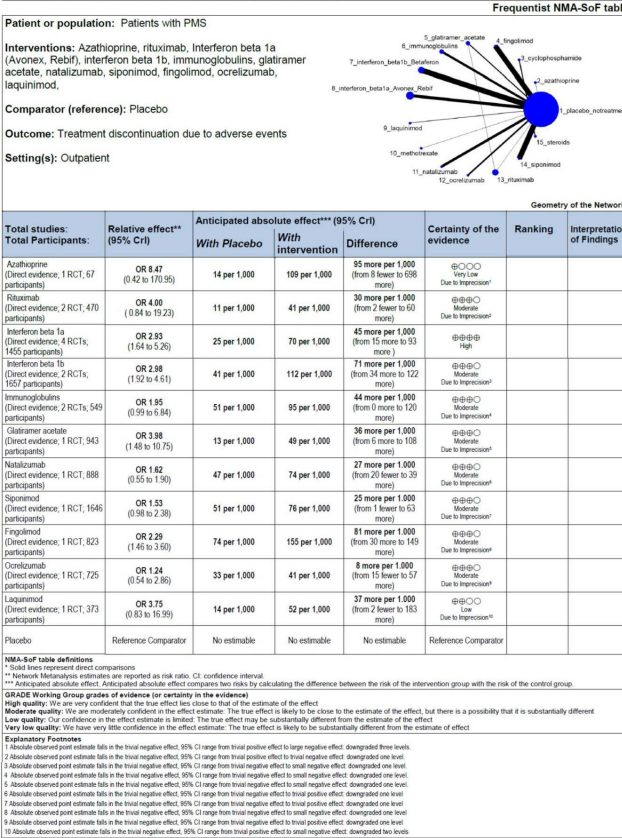 Frequentist NMA-SoF tabl
Patient or population: Patients with PMS
Interventions: Azathioprine, rituximab, Interferon beta 1a
(Avonex, Rebif), interferon beta 1b, immunoglobulins, glatiramer
acetate, natalizumab, siponimod, fingolimod, ocrelizumab,
laquinimod,
Comparator (reference): Placebo
Outcome: Treatment discontinuation due to adverse events
Setting(s): Outpatient
5_glatiramer_acetate
4_fingolimod
6_immunoglobulins
3_cyclophosphamide
7_interferon_beta1b_Betaferon
2_azathioprine
8_interferon_beta1a_Avonex_Rebif
1_placebo_notreatme
9_laquinimod
15_steroids
10_methotrexate
14_siponimod
11_natalizumab
12_ocrelizumab
13_rituximab
Geometry of the Networ
Total studies:
Total Participants:
Relative effect**
(95% CrI)
Anticipated absolute effect*** (95% CrI)
With Placebo
With
intervention
Difference
Certainty of the
evidence
Ranking
Interpretatio
of Findings
Azathioprine
(Direct evidence; 1 RCT; 67
participants)
OR 8.47
(0.42 to 170.95)
14 per 1,000
109 per 1,000
95 more per 1,000
(from 8 fewer to 698
more)
⊕〇〇〇
Very Low
Due to Imprecision¹
Rituximab
(Direct evidence; 2 RCT; 470
participants)
OR 4.00
( 0.84 to 19.23)
11 per 1,000
41 per 1,000
30 more per 1.000
(from 2 fewer to 60
more)
⊕⊕⊕〇
Moderate
Due to Imprecision²
Interferon beta 1a
(Direct evidence; 4 RCTs;
1455 participants)
OR 2.93
(1.64 to 5.26)
25 per 1,000
70 per 1,000
45 more per 1,000
(from 15 more to 93
more )
⊕⊕⊕⊕
High
Interferon beta 1b
(Direct evidence; 2 RCTs;
1657 participants)
OR 2.98
(1.92 to 4.61)
41 per 1,000
112 per 1,000
71 more per 1.000
(from 34 more to 122
more)
⊕⊕⊕〇
Moderate
Due to Imprecision³
Immunoglobulins
(Direct evidence; 2 RCTs; 549
participants)
OR 1.95
(0.99 to 6.84)
51 per 1,000
95 per 1,000
44 more per 1.000
(from 0 more to 120
more)
⊕⊕⊕〇
Moderate
Due to Imprecision⁴
Glatiramer acetate
(Direct evidence; 1 RCT; 943
participants)
OR 3.98
(1.48 to 10.75)
13 per 1,000
49 per 1,000
36 more per 1.000
(from 6 more to 108
more)
⊕⊕⊕〇
Moderate
Due to Imprecision⁵
Natalizumab
(Direct evidence; 1 RCT; 888
participants)
OR 1.62
(0.55 to 1.90)
47 per 1,000
74 per 1,000
27 more per 1.000
(from 20 fewer to 39
more)
⊕⊕⊕〇
Moderate
Due to Imprecision⁶
Siponimod
(Direct evidence; 1 RCT; 1646
participants)
OR 1.53
(0.98 to 2.38)
51 per 1,000
76 per 1,000
25 more per 1.000
(from 1 fewer to 63
more)
⊕⊕⊕〇
Moderate
Due to Imprecision⁷
Fingolimod
(Direct evidence; 1 RCT; 823
participants)
OR 2.29
(1.46 to 3.60)
74 per 1,000
155 per 1,000
81 more per 1.000
(from 30 more to 149
more)
⊕⊕⊕〇
Moderate
Due to Imprecision⁸
Ocrelizumab
(Direct evidence; 1 RCT; 725
participants)
OR 1.24
(0.54 to 2.86)
33 per 1,000
41 per 1,000
8 more per 1.000
(from 15 fewer to 57
more)
⊕⊕⊕〇
Moderate
Due to Imprecision⁹
Laquinimod
(Direct evidence; 1 RCT; 373
participants)
OR 3.75
(0.83 to 16.99)
14 per 1,000
52 per 1,000
37 more per 1.000
(from 2 fewer to 183
more)
⊕⊕〇〇
Low
Due to Imprecision¹⁰
Placebo
Reference Comparator
No estimable
No estimable
No estimable
Reference Comparator
NMA-SoF table definitions
* Solid lines represent direct comparisons
** Network Metanalysis estimates are reported as risk ratio. CI: confidence interval.
*** Anticipated absolute effect. Anticipated absolute effect compares two risks by calculating the difference between the risk of the intervention group with the risk of the control group.
GRADE Working Group grades of evidence (or certainty in the evidence)
High quality: We are very confident that the true effect lies close to that of the estimate of the effect
Moderate quality: We are moderately confident in the effect estimate: The true effect is likely to be close to the estimate of the effect, but there is a possibility that it is substantially different
Low quality: Our confidence in the effect estimate is limited: The true effect may be substantially different from the estimate of the effect
Very low quality: We have very little confidence in the effect estimate: The true effect is likely to be substantially different from the estimate of effect
Explanatory Footnotes
1 Absolute observed point estimate falls in the trivial negative effect, 95% CI range from trivial positive effect to large negative effect: downgraded three levels.
2 Absolute observed point estimate falls in the trivial negative effect, 95% CI range from trivial positive effect to trivial negative effect: downgraded one level.
3 Absolute observed point estimate falls in the trivial negative effect, 95% CI range from trivial negative effect to small negative effect: downgraded one level.
4 Absolute observed point estimate falls in the trivial negative effect, 95% CI range from trivial negative effect to small negative effect: downgraded one level.
5 Absolute observed point estimate falls in the trivial negative effect, 95% CI range from trivial negative effect to small negative effect: downgraded one level.
6 Absolute observed point estimate falls in the trivial negative effect, 95% CI range from trivial negative effect to trivial positive effect: downgraded one level
7 Absolute observed point estimate falls in the trivial negative effect, 95% CI range from trivial negative effect to trivial positive effect: downgraded one level
8 Absolute observed point estimate falls in the trivial negative effect, 95% CI range from trivial negative effect to small negative effect: downgraded one level
9 Absolute observed point estimate falls in the trivial negative effect, 95% CI range from trivial negative effect to trivial positive effect: downgraded one level
10 Absolute observed point estimate falls in the trivial negative effect, 95% CI range from trivial positive effect to small negative effect: downgraded two levels